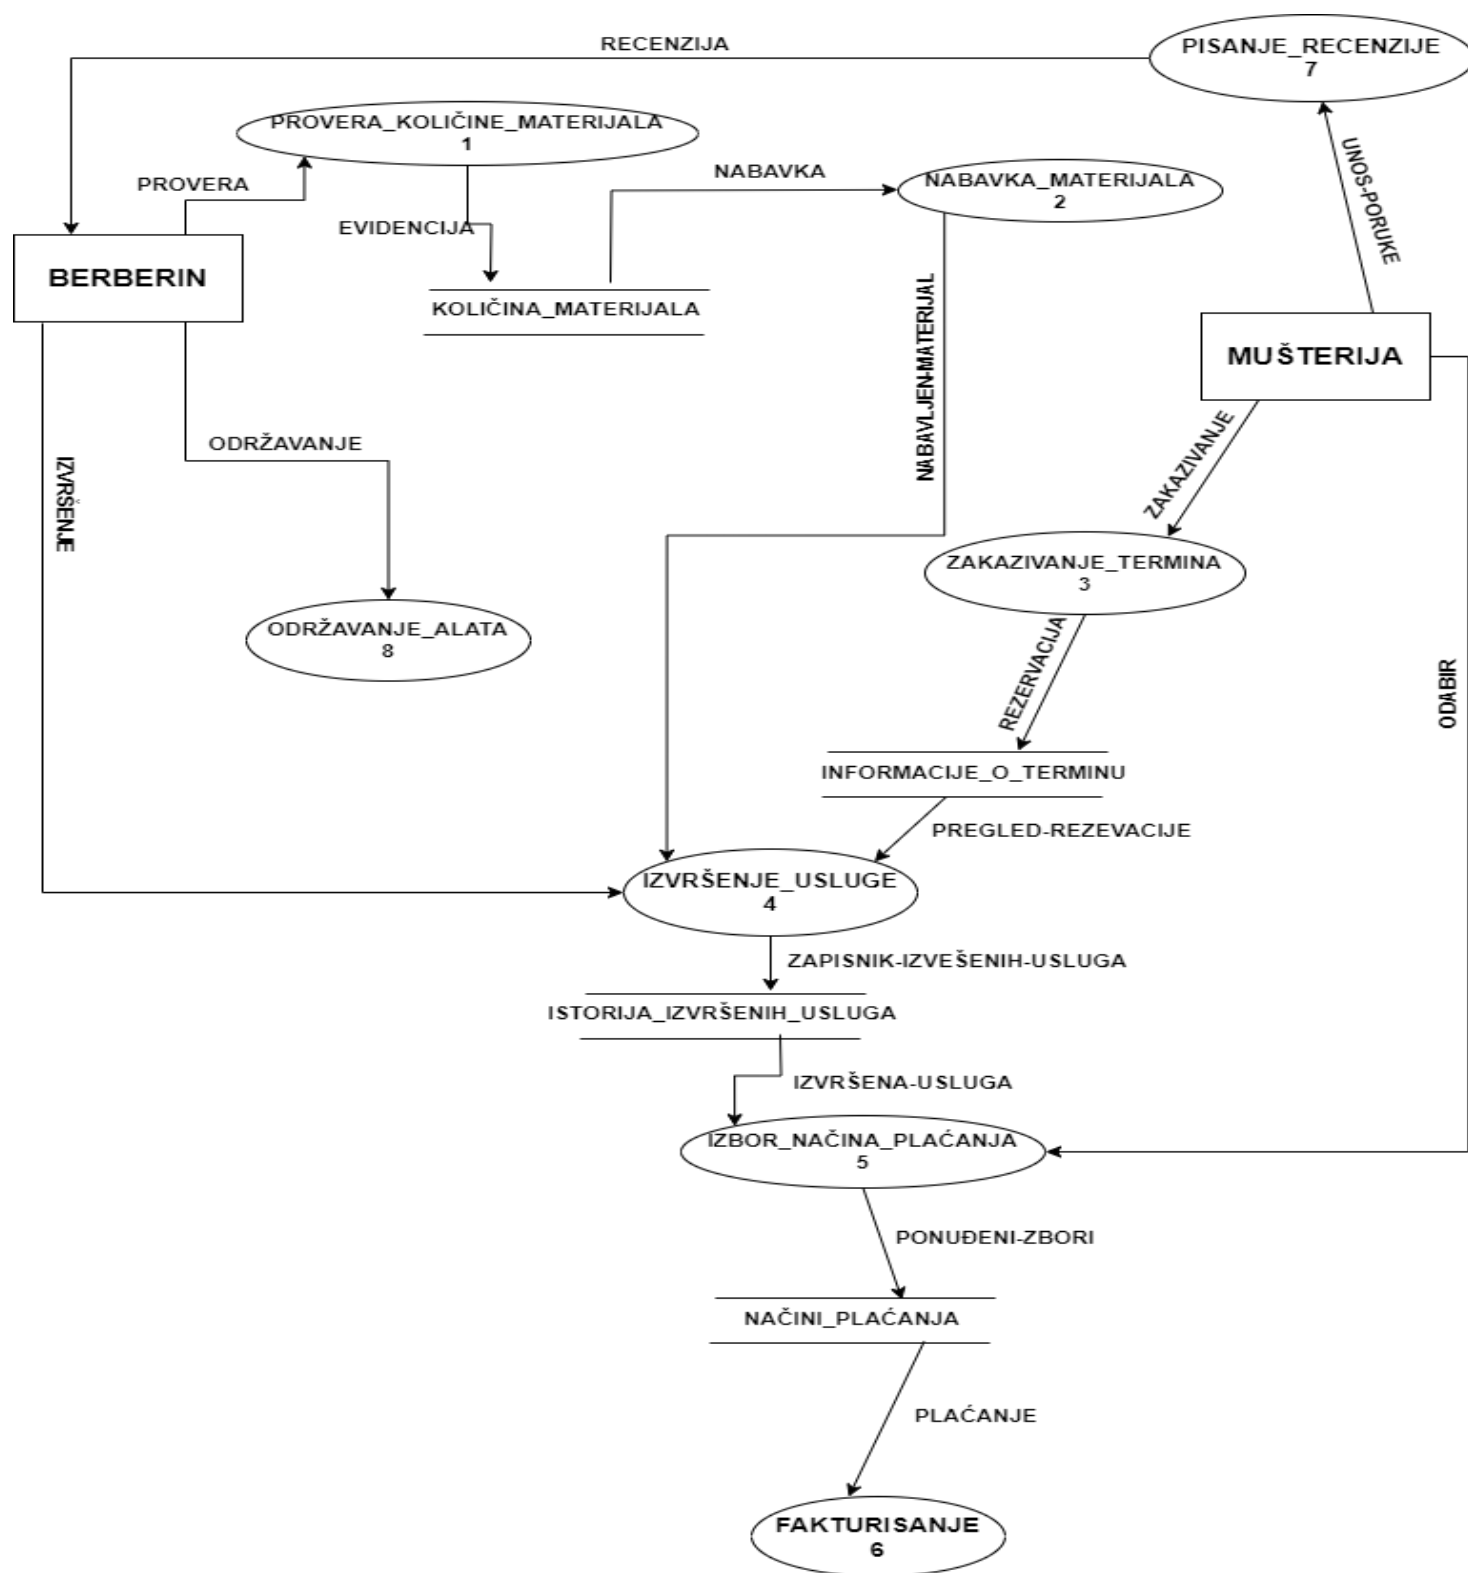 RECENZIJA
PISANJE_RECENZIJE
7
PROVERA_KOLIČINE_MATERIJALA
1
PROVERA
NABAVKA
NABAVKA_MATERIJALA
2
UNOS-PORUKE
EVIDENCIJA
BERBERIN
KOLIČINA_MATERIJALA
MUŠTERIJA
NABAVLJEN-MATERIJAL
ODRŽAVANJE
IZVRŠENJE
ZAKAZIVANJE
ZAKAZIVANJE_TERMINA
3
ODRŽAVANJE_ALATA
8
REZERVACIJA
ODABIR
INFORMACIJE_O_TERMINU
PREGLED-REZEVACIJE
IZVRŠENJE_USLUGE
4
ZAPISNIK-IZVEŠENIH-USLUGA
ISTORIJA_IZVRŠENIH_USLUGA
IZVRŠENA-USLUGA
IZBOR_NAČINA_PLAĆANJA
5
PONUĐENI-ZBORI
NAČINI_PLAĆANJA
PLAĆANJE
FAKTURISANJE
6